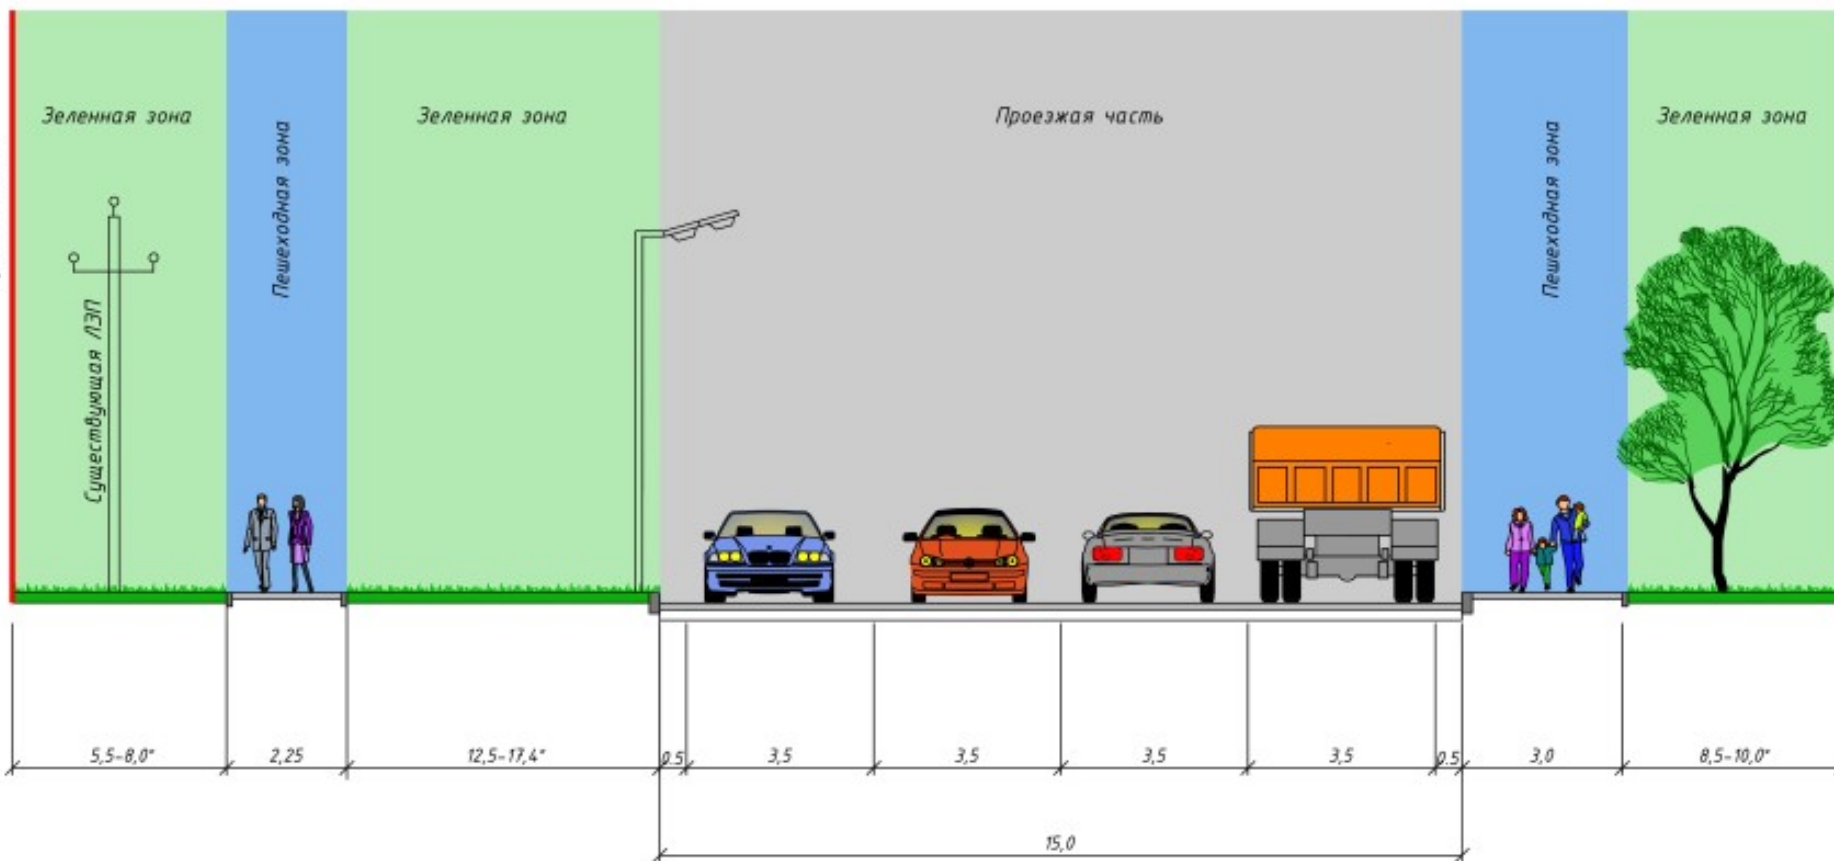 Зеленная зона
Пешеходная зона
Зеленная зона
Проезжая часть
Пешеходная зона
Зеленная зона
Существующая ЛЭП
5,5-8,0*
2,25
12,5-17,4*
0.5
3,5
3,5
3,5
3,5
0.5
3,0
8,5-10,0*
15,0